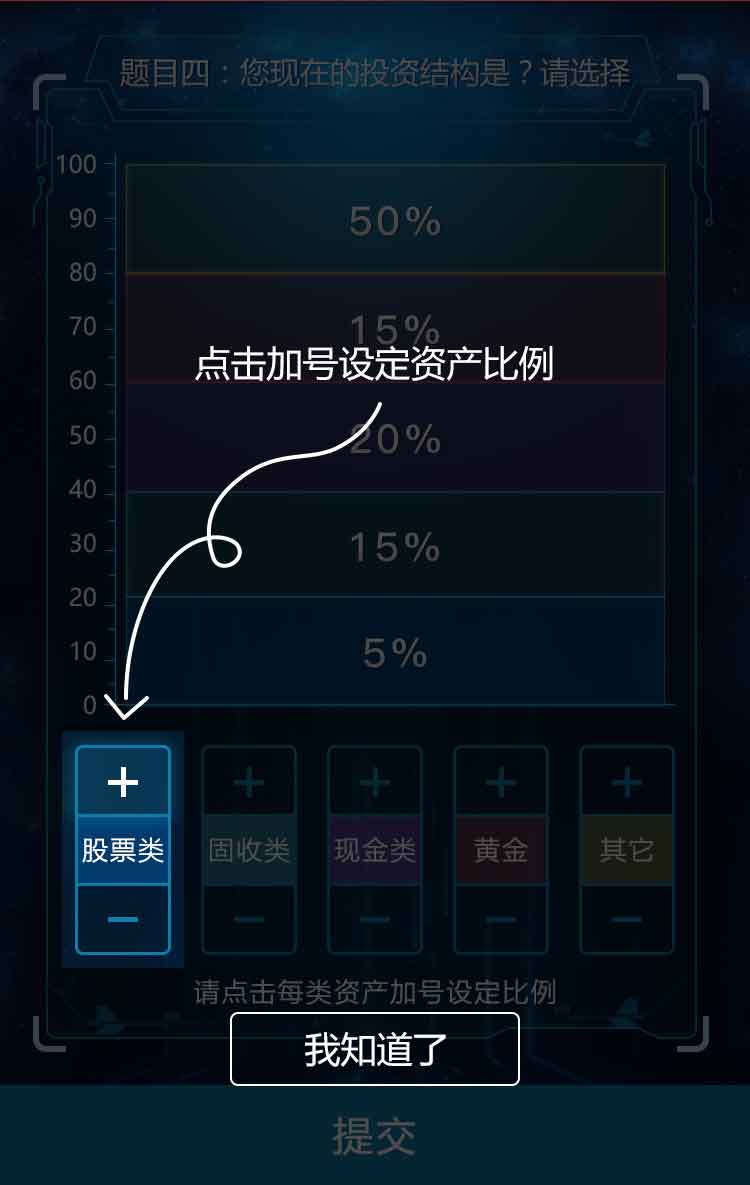 题目四：您现在的投资结构是？请选择
100
90
80
70
60
50
40
30
20
10
0
50%
15%
点击加号设定资产比例
20%
15%
5%
+ + + + +
股票类 固收类 现金类 黄金 其它
— — — — —
请点击每类资产加号设定比例
我知道了
提交